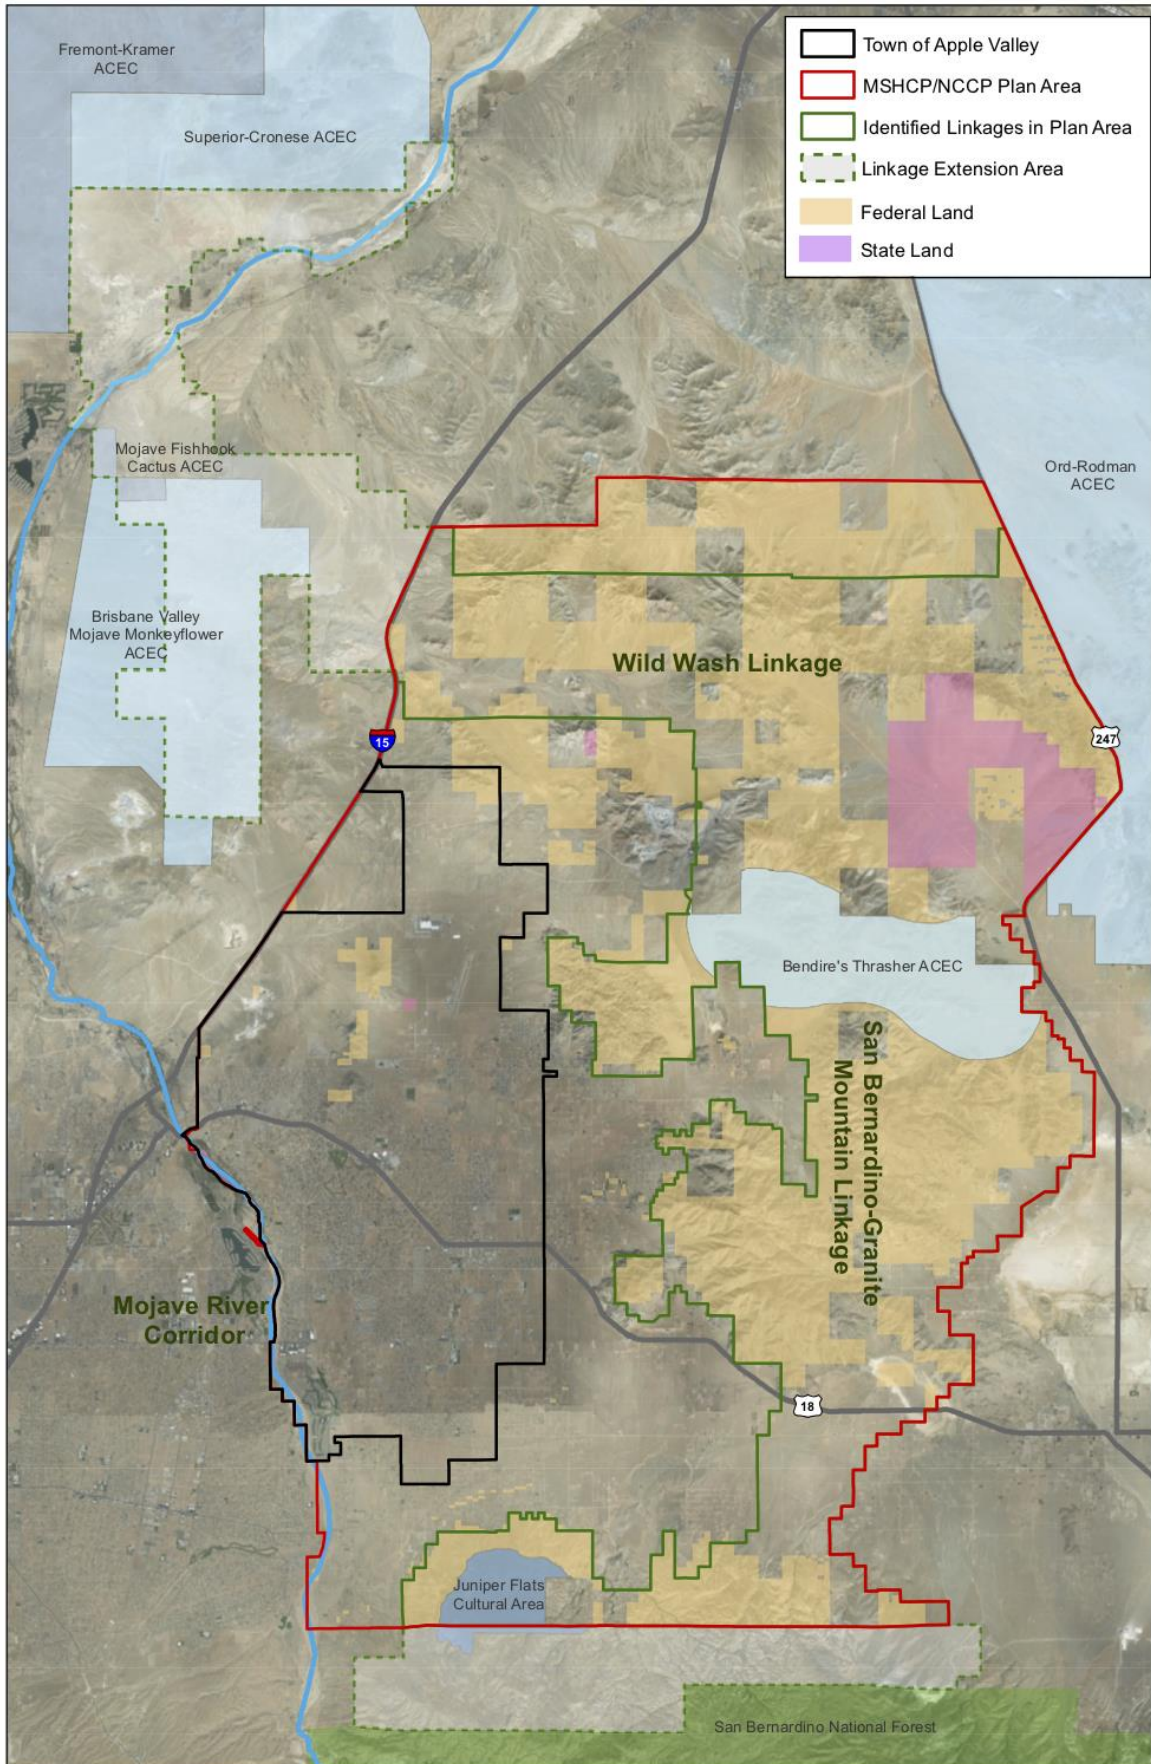 Fremont-Kramer
ACEC
Superior-Cronese ACEC
Town of Apple Valley
MSHCP/NCCP Plan Area
Identified Linkages in Plan Area
Linkage Extension Area
Federal Land
State Land
Mojave Fishhook
Cactus ACEC
Ord-Rodman
ACEC
Brisbane Valley
Mojave Monkeyflower
ACEC
Wild Wash Linkage
15
247
Bendire's Thrasher ACEC
San Bernardino-Granite
Mountain Linkage
Mojave River
Corridor
18
Juniper Flats
Cultural Area
San Bernardino National Forest